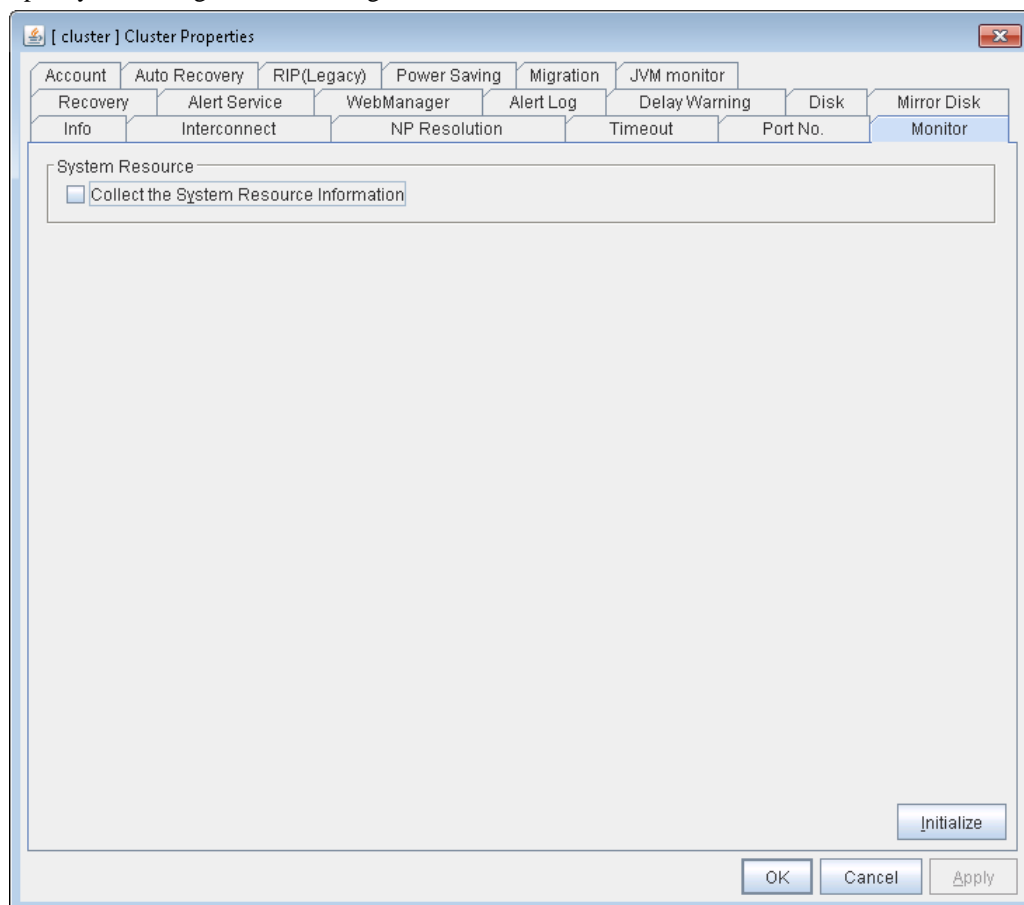 [ cluster ] Cluster Properties
Account Auto Recovery RIP(Legacy) Power Saving Migration JVM monitor
Recovery Alert Service WebManager Alert Log Delay Warning Disk Mirror Disk
Info Interconnect NP Resolution Timeout Port No. Monitor
System Resource
Collect the System Resource Information
Initialize
OK Cancel Apply